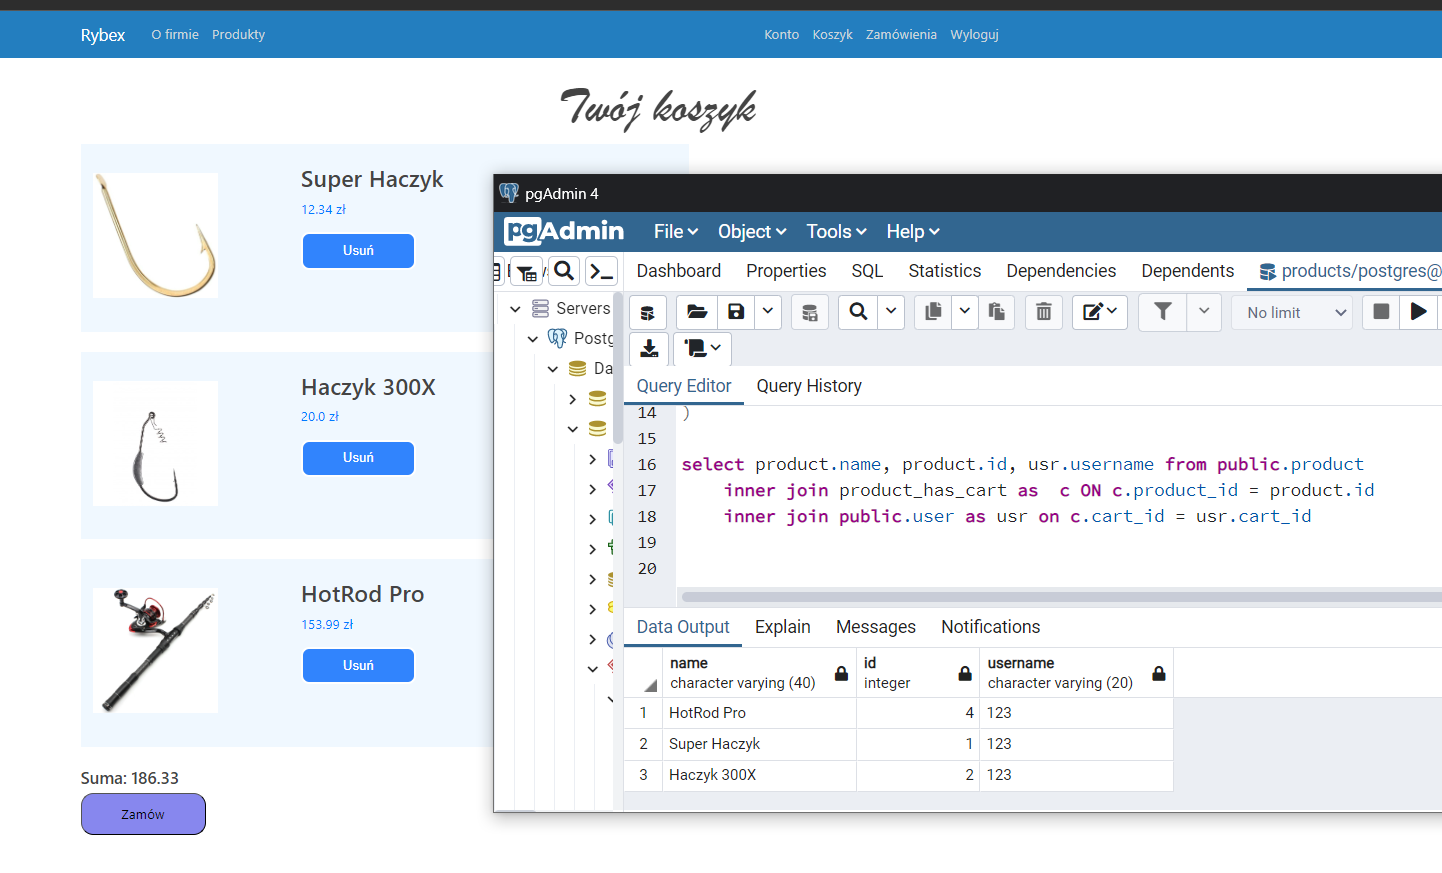 Rybex O firmie Produkty Konto Koszyk Zamówienia Wyloguj
Twój koszyk
Super Haczyk
12.34 zł
Usuń
Haczyk 300X
20.0 zł
Usuń
HotRod Pro
153.99 zł
Usuń
Suma: 186.33
Zamów
pgAdmin 4
pgAdmin File Object Tools Help
Dashboard Properties SQL Statistics Dependencies Dependents products/postgres@
Servers
Postg
Da
No limit
Query Editor Query History
14 )
15
16 select product.name, product.id, usr.username from public.product
17 inner join product_has_cart as c ON c.product_id = product.id
18 inner join public.user as usr on c.cart_id = usr.cart_id
19
20
Data Output Explain Messages Notifications
name id username
character varying (40) integer character varying (20)
1 HotRod Pro 4 123
2 Super Haczyk 1 123
3 Haczyk 300X 2 123